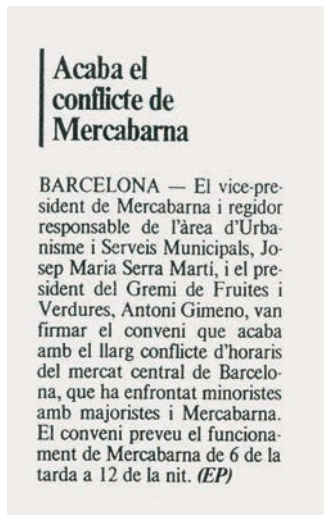 Acaba el
conflicte de
Mercabarna
BARCELONA — El vice-pre-
sident de Mercabarna i regidor
responsable de l'àrea d'Urba-
nisme i Serveis Municipals, Jo-
sep Maria Serra Martí, i el pre-
sident del Gremi de Fruites i
Verdures, Antoni Gimeno, van
firmar el conveni que acaba
amb el llarg conflicte d'horaris
del mercat central de Barcelo-
na, que ha enfrontat minoristes
amb majoristes i Mercabarna.
El conveni preveu el funciona-
ment de Mercabarna de 6 de la
tarda a 12 de la nit. (EP)